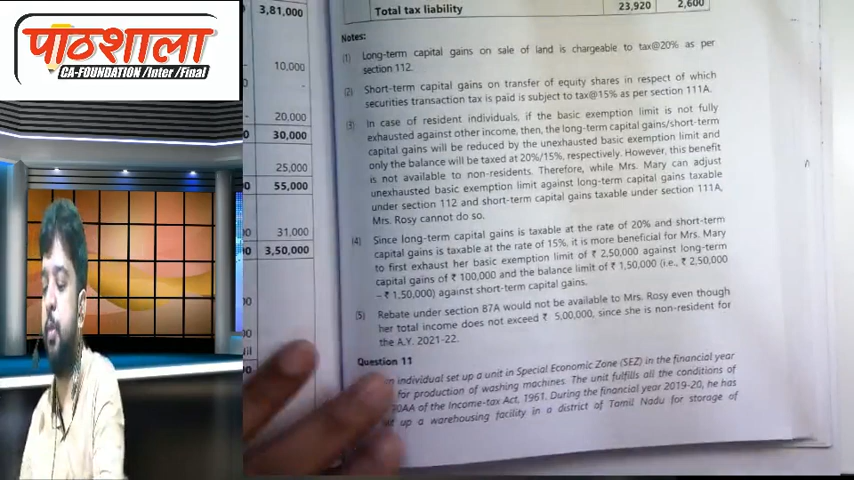 पाठशाला
CA-FOUNDATION/Inter/Final
3,81,000
10,000
20,000
30,000
25,000
55,000
31,000
3,50,000
Total tax liability 23,920 2,600
Notes:
(1) Long-term capital gains on sale of land is chargeable to tax@20% as per
section 112.
(2) Short-term capital gains on transfer of equity shares in respect of which
securities transaction tax is paid is subject to tax@15% as per section 111A.
(3) In case of resident individuals, if the basic exemption limit is not fully
exhausted against other income, then, the long-term capital gains/short-term
capital gains will be reduced by the unexhausted basic exemption limit and
only the balance will be taxed at 20%/15%, respectively. However, this benefit
is not available to non-residents. Therefore, while Mrs. Mary can adjust
unexhausted basic exemption limit against long-term capital gains taxable
under section 112 and short-term capital gains taxable under section 111A,
Mrs. Rosy cannot do so.
(4) Since long-term capital gains is taxable at the rate of 20% and short-term
capital gains is taxable at the rate of 15%, it is more beneficial for Mrs. Mary
to first exhaust her basic exemption limit of ₹ 2,50,000 against long-term
capital gains of ₹ 100,000 and the balance limit of ₹ 1,50,000 (i.e., ₹ 2,50,000
– ₹ 1,50,000) against short-term capital gains.
(5) Rebate under section 87A would not be available to Mrs. Rosy even though
her total income does not exceed ₹ 5,00,000, since she is non-resident for
the A.Y. 2021-22.
Question 11
individual set up a unit in Special Economic Zone (SEZ) in the financial year
for production of washing machines. The unit fulfills all the conditions of
of the Income-tax Act, 1961. During the financial year 2019-20, he has
up a warehousing facility in a district of Tamil Nadu for storage of